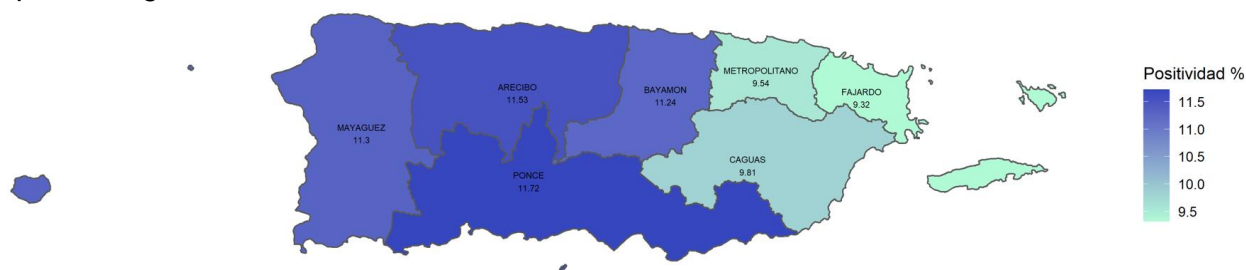 METROPOLITANO
9.54
ARECIBO
11.53
BAYAMON
11.24
FAJARDO
9.32
MAYAGUEZ
11.3
CAGUAS
9.81
PONCE
11.72
Positividad %
11.5
11.0
10.5
10.0
9.5